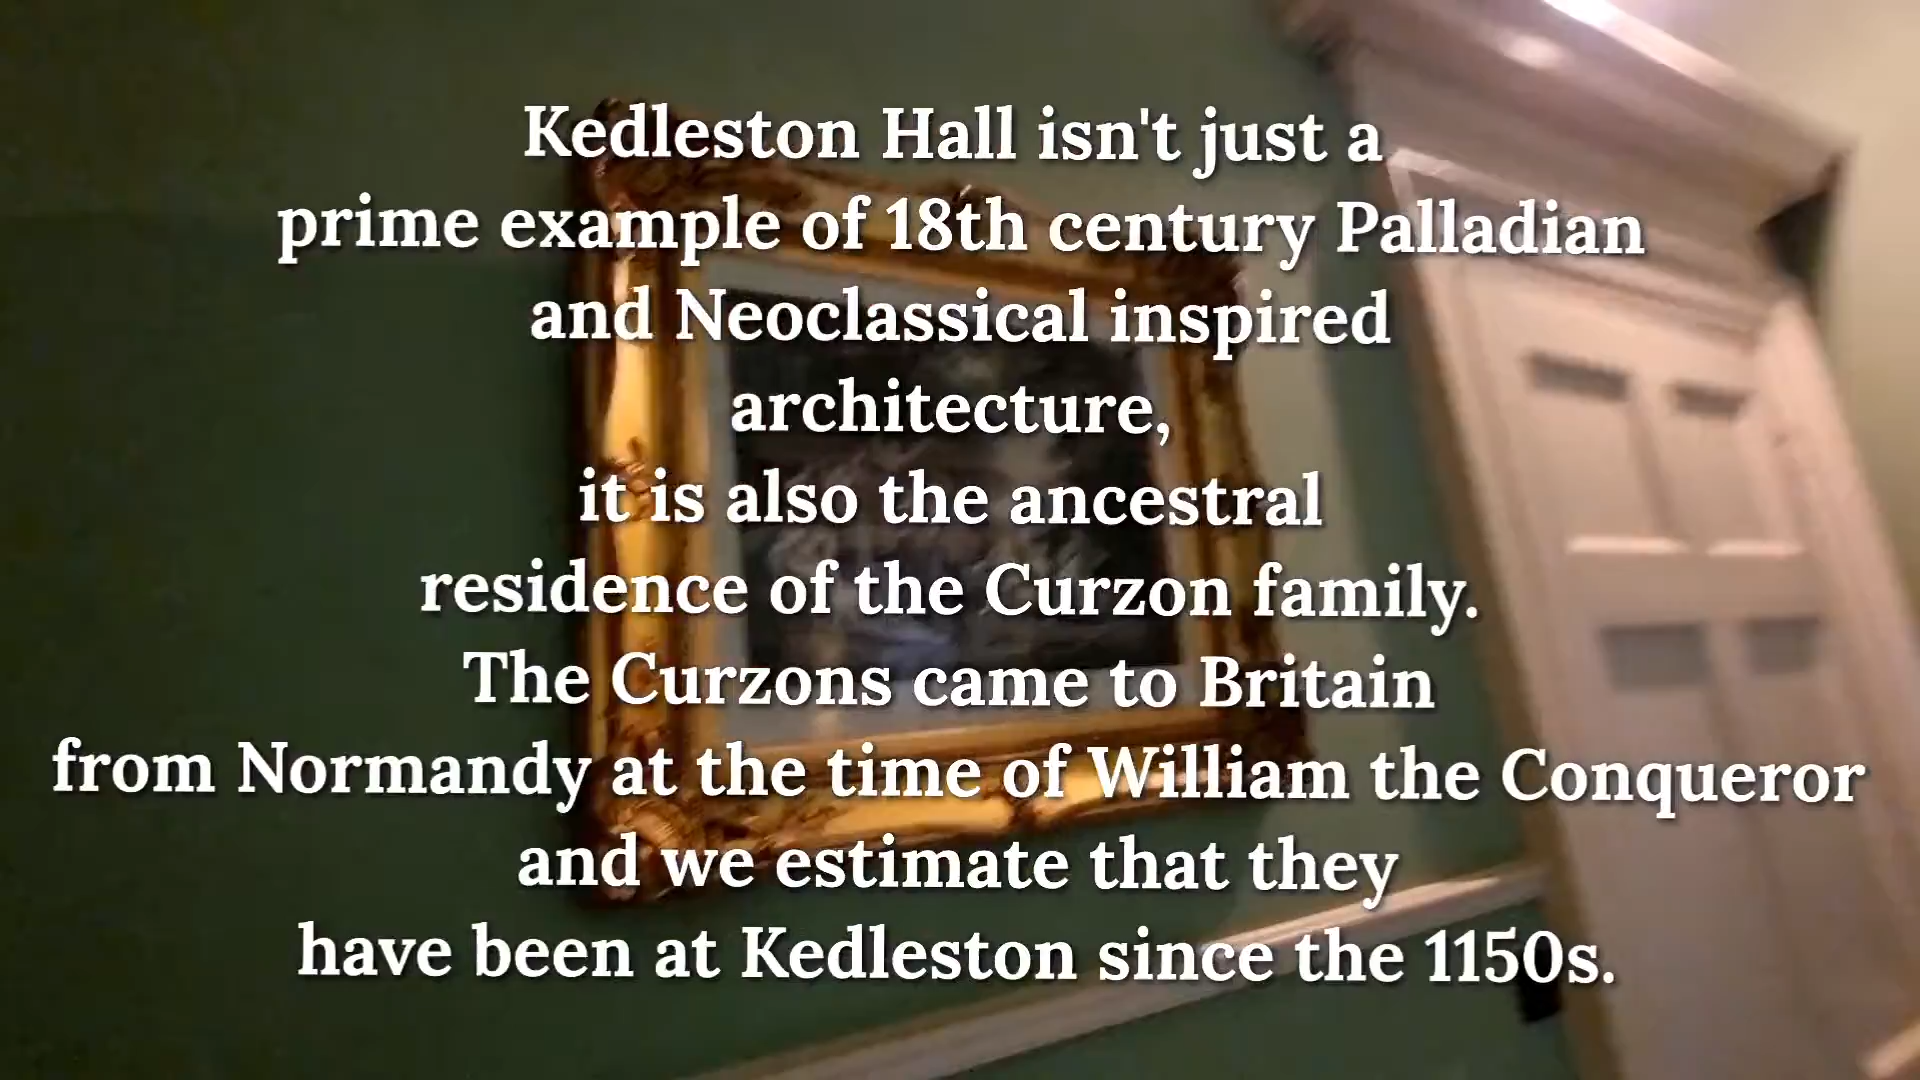 Kedleston Hall isn't just a
prime example of 18th century Palladian
and Neoclassical inspired
architecture,
it is also the ancestral
residence of the Curzon family.
The Curzons came to Britain
from Normandy at the time of William the Conqueror
and we estimate that they
have been at Kedleston since the 1150s.